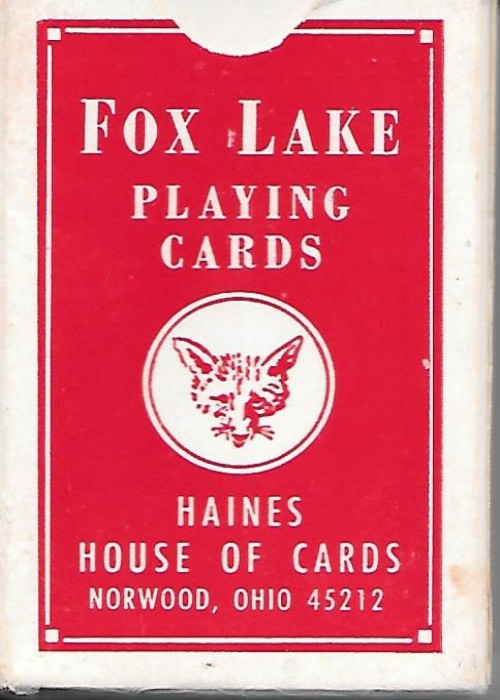 FOX LAKE
PLAYING
CARDS
HAINES
HOUSE OF CARDS
NORWOOD, OHIO 45212